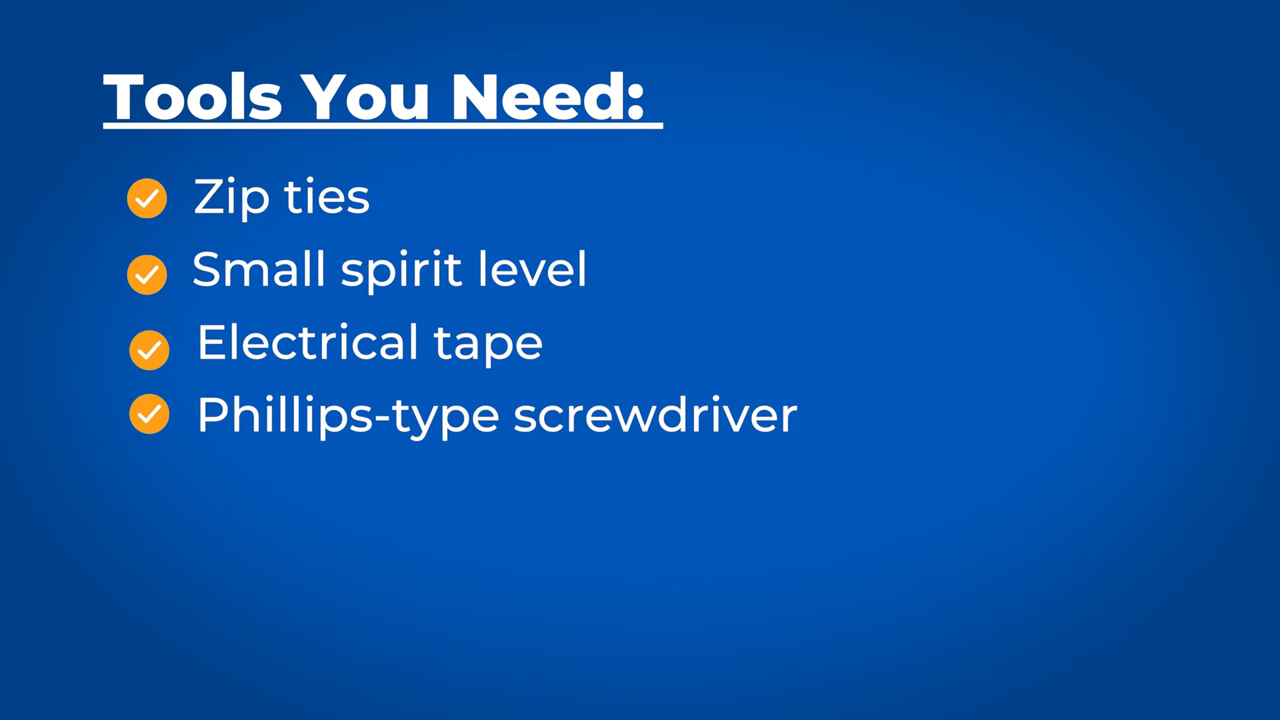 Tools You Need:
Zip ties
Small spirit level
Electrical tape
Phillips-type screwdriver